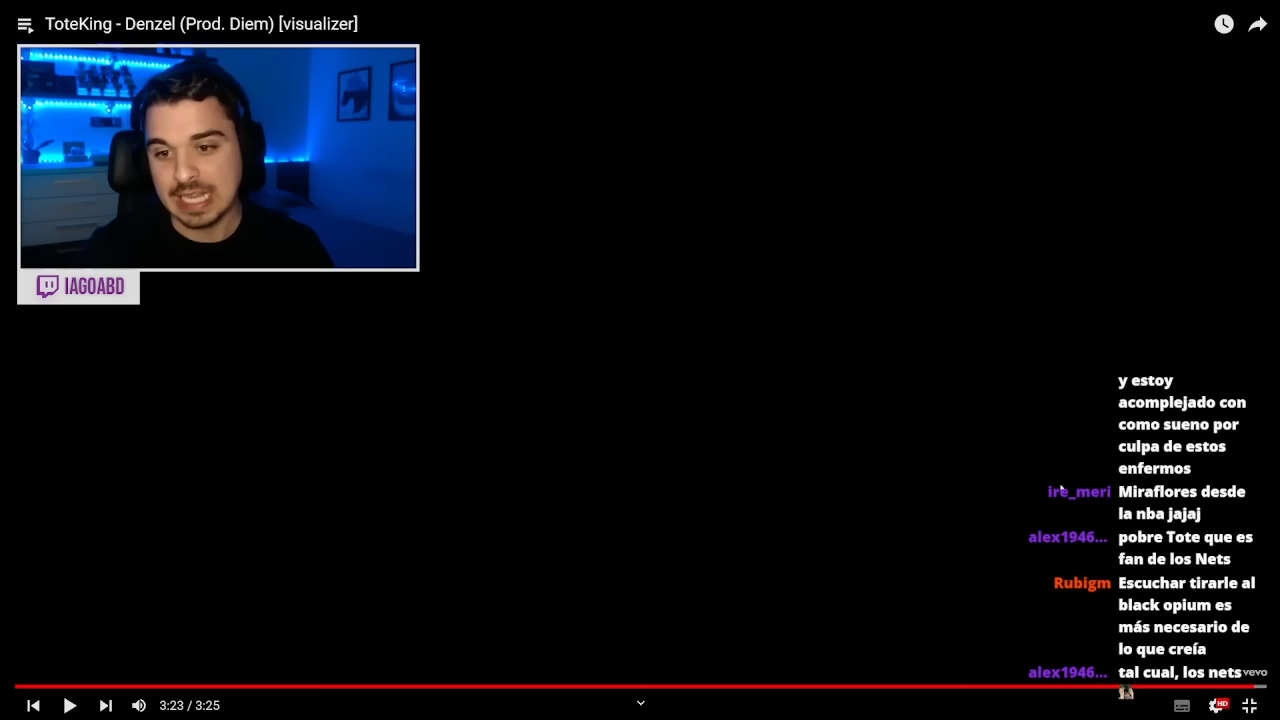 ToteKing - Denzel (Prod. Diem) [visualizer]
IAGOABD
y estoy
acomplejado con
como sueno por
culpa de estos
enfermos
ire_meri Miraflores desde
la nba jajaj
alex1946... pobre Tote que es
fan de los Nets
Rubigm Escuchar tirarle al
black opium es
más necesario de
lo que creía
alex1946... tal cual, los nets
vevo
3:23 / 3:25
HD